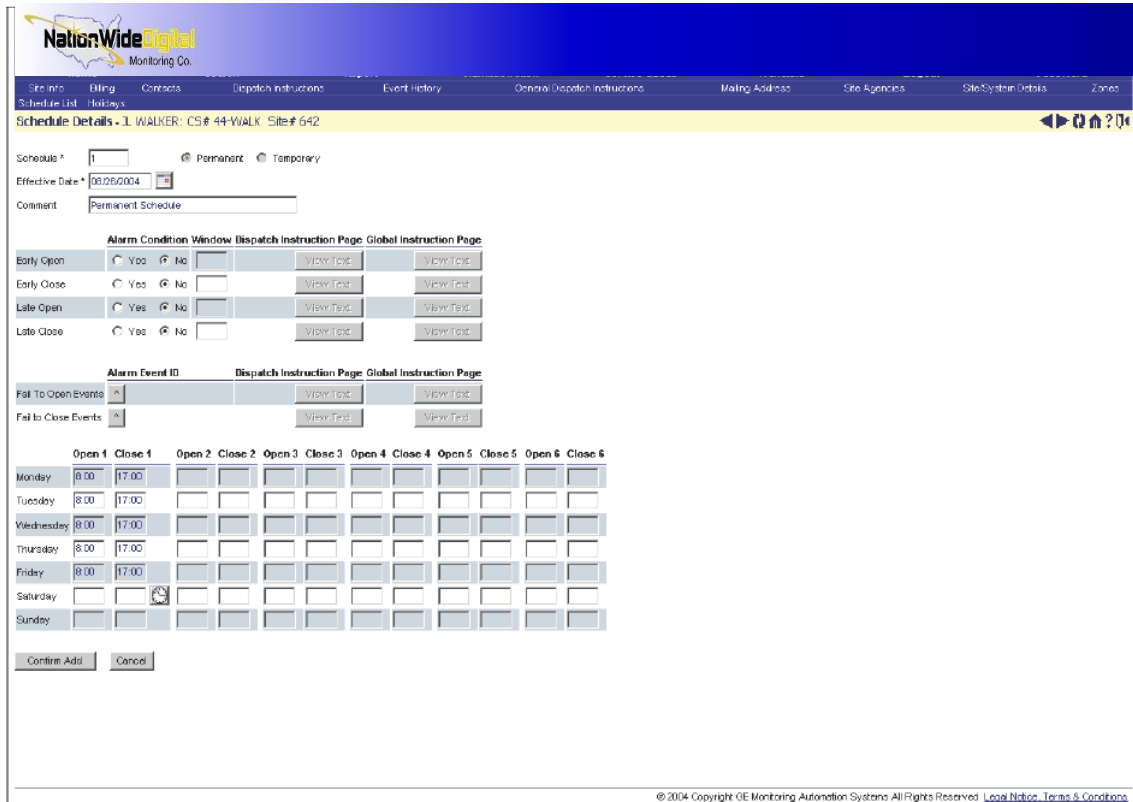 NationWideDigital
Monitoring Co.
Site Info Billing Contacts Dispatch Instructions Event History General Dispatch Instructions Mailing Address Site Agencies Site/System Details Zones
Schedule List Holidays
Schedule Details - J. WALKER: CS# 44-WALK Site# 642
Schedule * 1 Permanent Temporary
Effective Date * 08/26/2004
Comment Permanent Schedule
Alarm Condition Window Dispatch Instruction Page Global Instruction Page
Early Open Yes No View Text View Text
Early Close Yes No View Text View Text
Late Open Yes No View Text View Text
Late Close Yes No View Text View Text
Alarm Event ID Dispatch Instruction Page Global Instruction Page
Fail To Open Events ^ View Text View Text
Fail to Close Events ^ View Text View Text
Open 1 Close 1 Open 2 Close 2 Open 3 Close 3 Open 4 Close 4 Open 5 Close 5 Open 6 Close 6
Monday 8:00 17:00
Tuesday 8:00 17:00
Wednesday 8:00 17:00
Thursday 8:00 17:00
Friday 8:00 17:00
Saturday
Sunday
Confirm Add Cancel
© 2004 Copyright GE Monitoring Automation Systems All Rights Reserved Legal Notice, Terms & Conditions